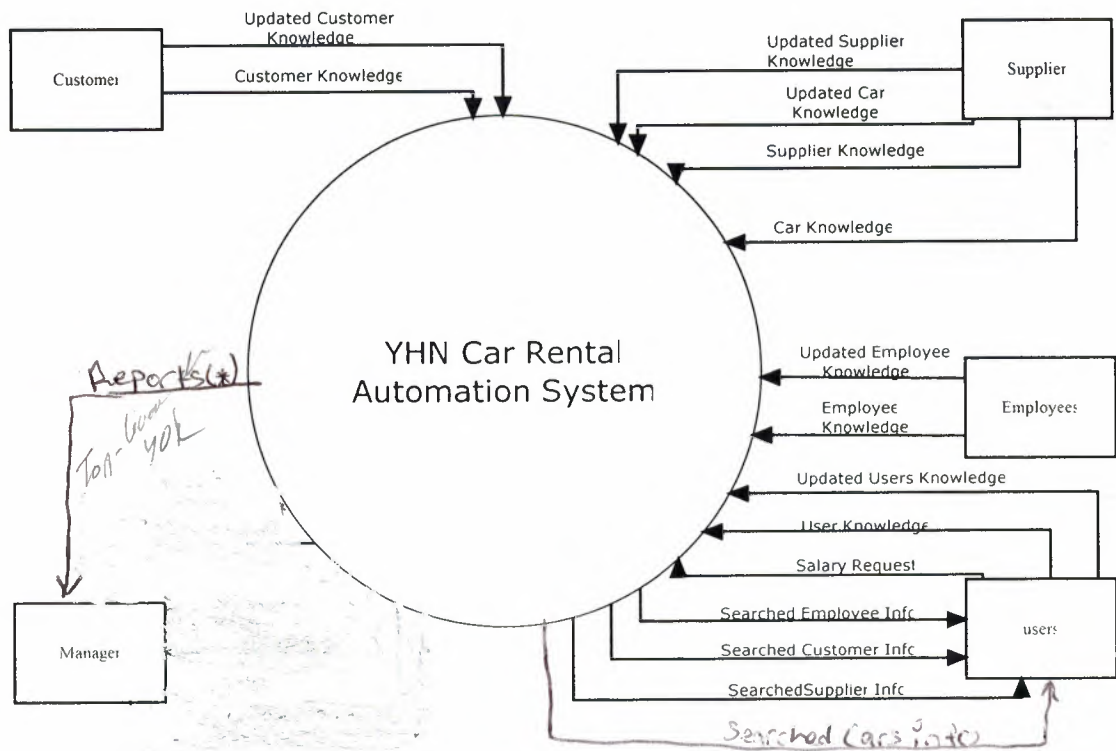 Updated Customer
Knowledge
Customer
Customer Knowledge
Updated Supplier
Knowledge
Supplier
Updated Car
Knowledge
Supplier Knowledge
Car Knowledge
YHN Car Rental
Automation System
Reports(*)
YOK
Updated Employee
Knowledge
Employees
Employee
Knowledge
Updated Users Knowledge
User Knowledge
Salary Request
Manager
users
Searched Employee Info
Searched Customer Info
SearchedSupplier Info
Searched Cars info